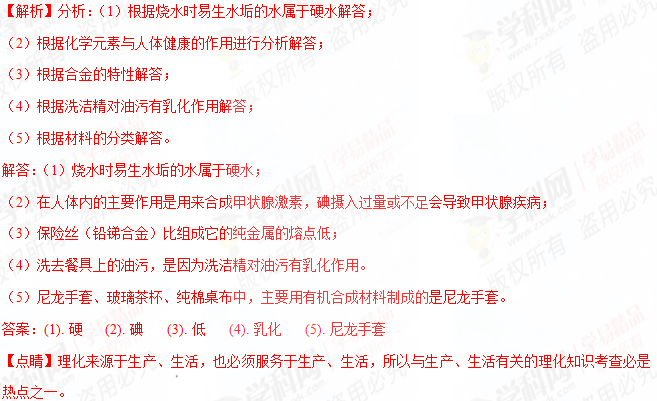 【解析】分析：（1）根据烧水时易生水垢的水属于硬水解答；
（2）根据化学元素与人体健康的作用进行分析解答；
（3）根据合金的特性解答；
（4）根据洗洁精对油污有乳化作用解答；
（5）根据材料的分类解答。
解答：（1）烧水时易生水垢的水属于硬水；
（2）在人体内的主要作用是用来合成甲状腺激素，碘摄入过量或不足会导致甲状腺疾病；
（3）保险丝（铅锑合金）比组成它的纯金属的熔点低；
（4）洗去餐具上的油污，是因为洗洁精对油污有乳化作用。
（5）尼龙手套、玻璃茶杯、纯棉桌布中，主要用有机合成材料制成的是尼龙手套。
答案：(1). 硬 (2). 碘 (3). 低 (4). 乳化 (5). 尼龙手套
【点睛】理化来源于生产、生活，也必须服务于生产、生活，所以与生产、生活有关的理化知识考查必是
热点之一。